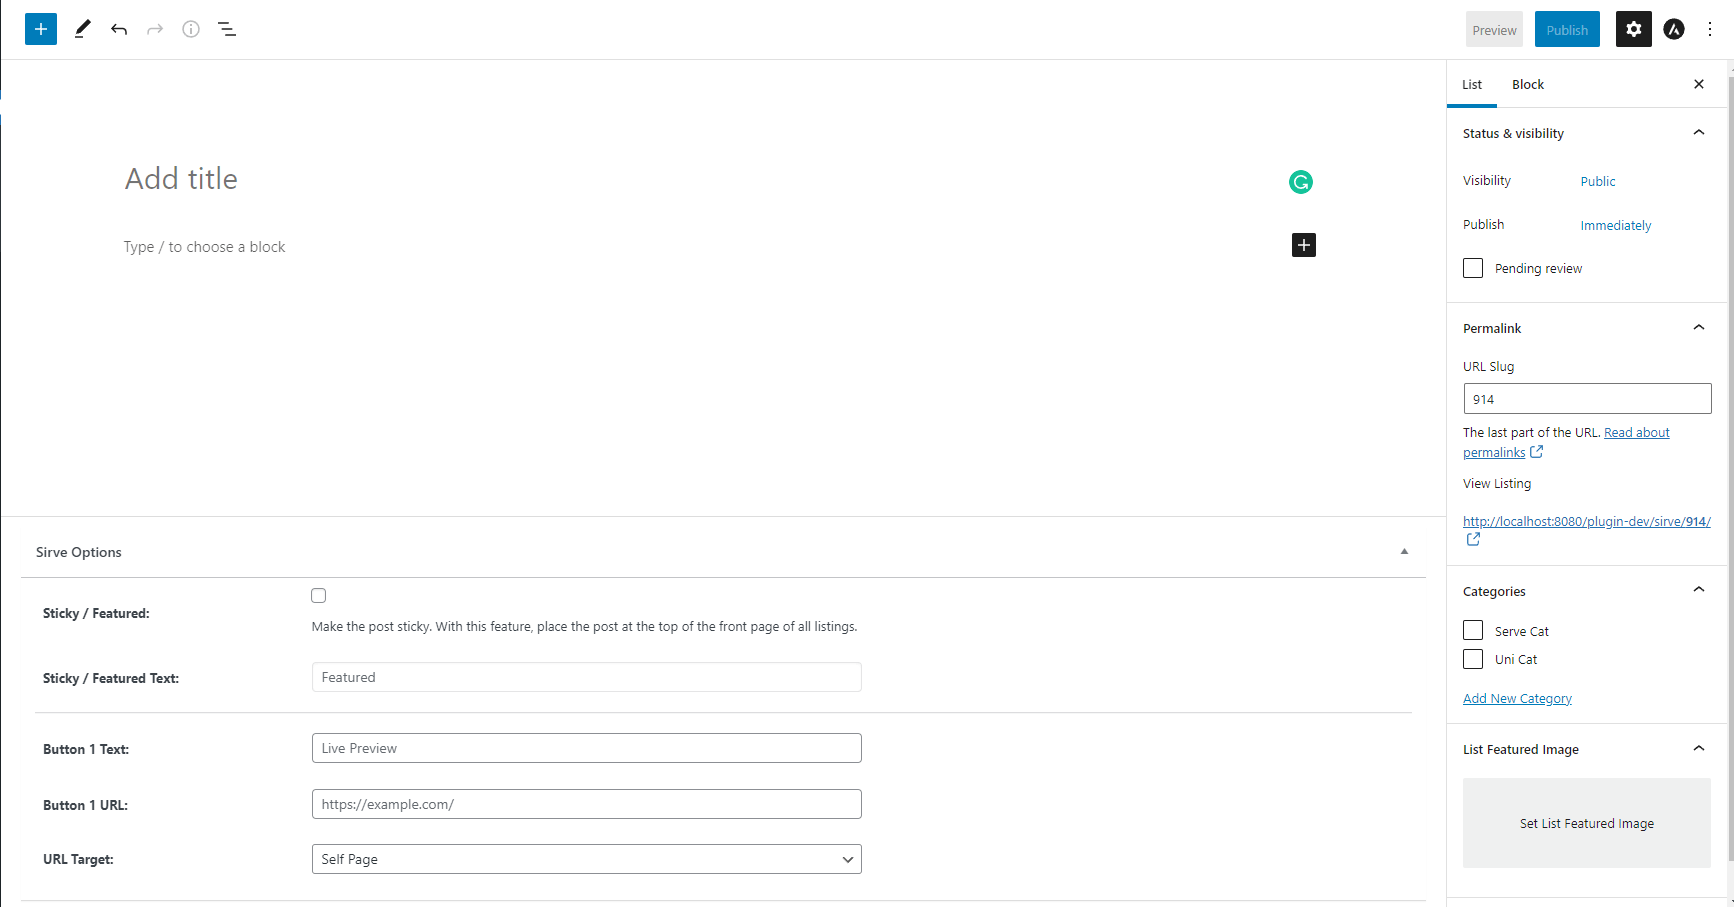 Preview
Publish
List
Block
Add title
Type / to choose a block
Status & visibility
Visibility
Public
Publish
Immediately
Pending review
Permalink
URL Slug
914
The last part of the URL. Read about
permalinks
View Listing
http://localhost:8080/plugin-dev/sirve/914/
Categories
Serve Cat
Uni Cat
Add New Category
List Featured Image
Set List Featured Image
Sirve Options
Sticky / Featured:
Make the post sticky. With this feature, place the post at the top of the front page of all listings.
Sticky / Featured Text:
Featured
Button 1 Text:
Live Preview
Button 1 URL:
https://example.com/
URL Target:
Self Page